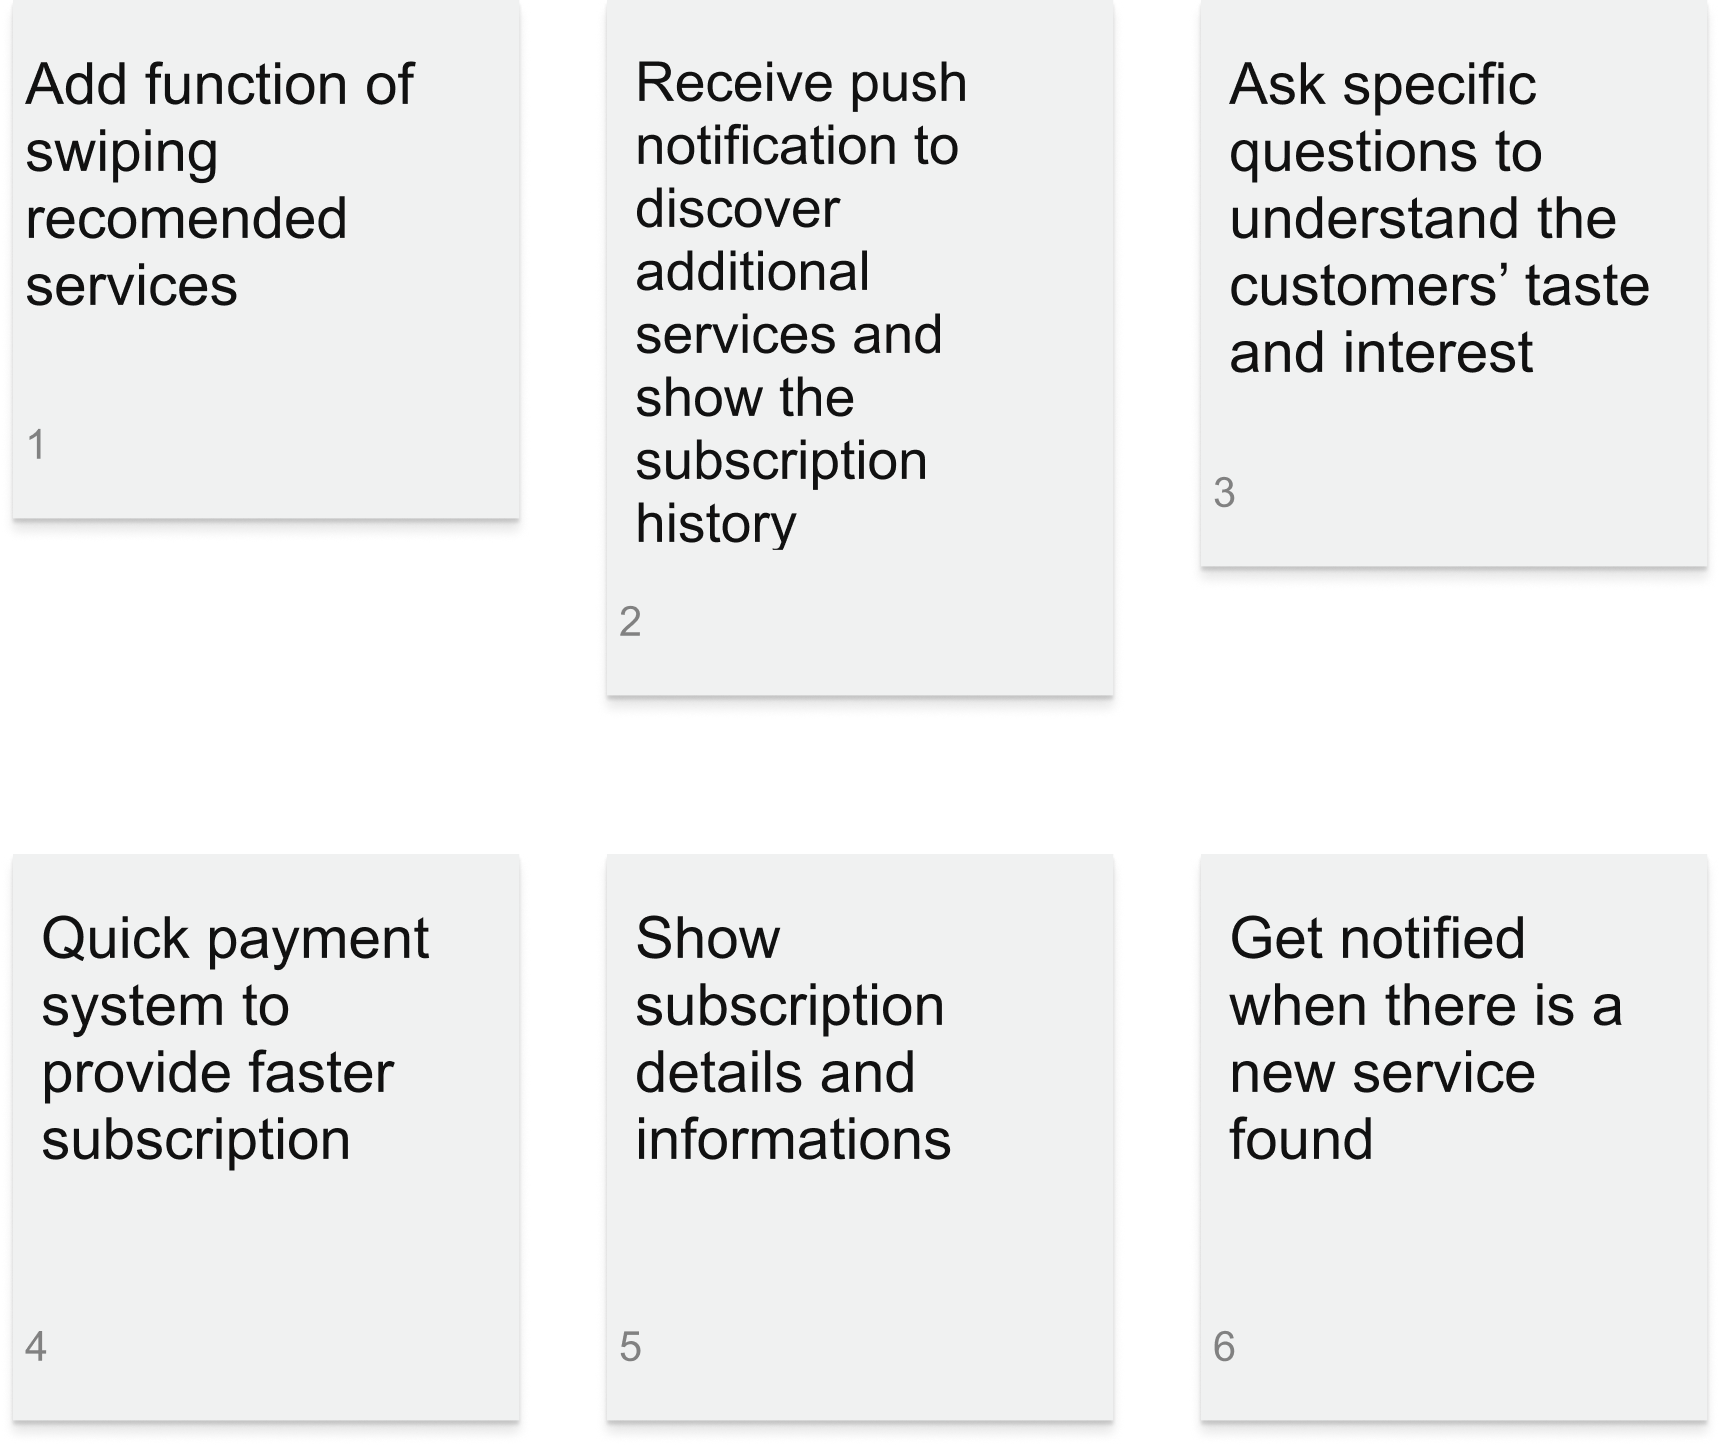 Add function of
swiping
recomended
services
1
Receive push
notification to
discover
additional
services and
show the
subscription
history
2
Ask specific
questions to
understand the
customers’ taste
and interest
3
Quick payment
system to
provide faster
subscription
4
Show
subscription
details and
informations
5
Get notified
when there is a
new service
found
6